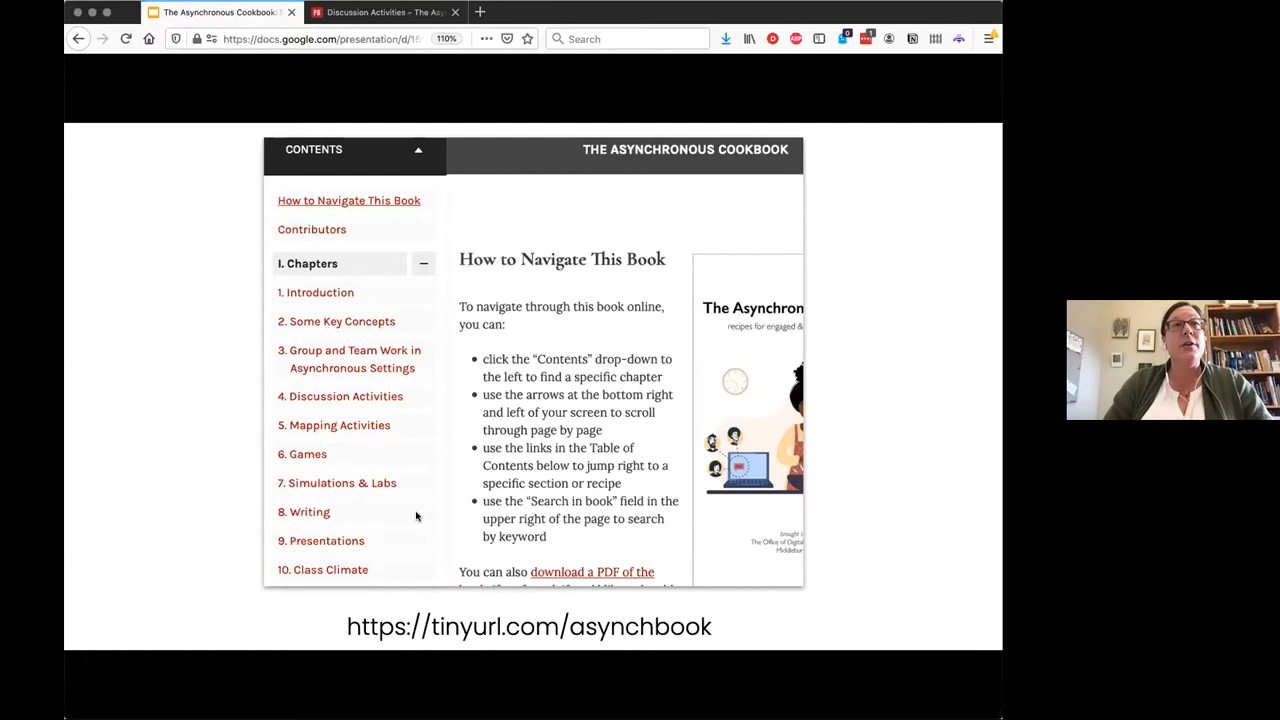 The Asynchronous Cookbook:
Discussion Activities – The Asy
https://docs.google.com/presentation/d/15
110%
Search
0
1
CONTENTS
THE ASYNCHRONOUS COOKBOOK
How to Navigate This Book
Contributors
I. Chapters
1. Introduction
2. Some Key Concepts
3. Group and Team Work in
Asynchronous Settings
4. Discussion Activities
5. Mapping Activities
6. Games
7. Simulations & Labs
8. Writing
9. Presentations
10. Class Climate
How to Navigate This Book
To navigate through this book online,
you can:
click the “Contents” drop-down to
the left to find a specific chapter
use the arrows at the bottom right
and left of your screen to scroll
through page by page
use the links in the Table of
Contents below to jump right to a
specific section or recipe
use the “Search in book” field in the
upper right of the page to search
by keyword
You can also download a PDF of the
The Asynchron
recipes for engaged &
brought t
The Office of Digital
Middlebur
https://tinyurl.com/asynchbook